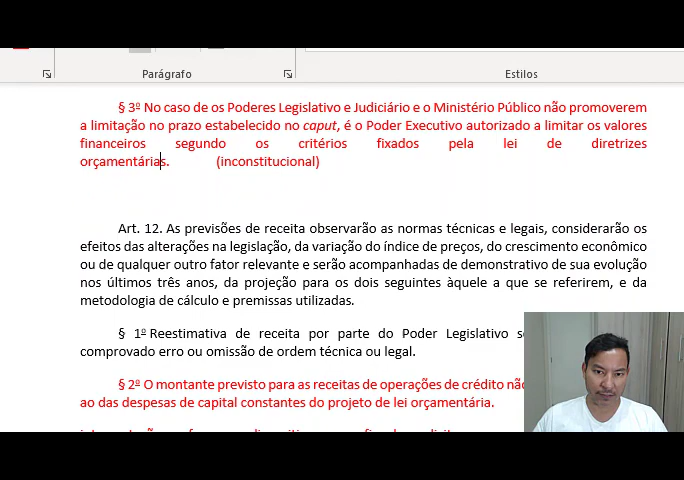 Parágrafo
Estilos
§ 3º No caso de os Poderes Legislativo e Judiciário e o Ministério Público não promoverem
a limitação no prazo estabelecido no caput, é o Poder Executivo autorizado a limitar os valores
financeiros segundo os critérios fixados pela lei de diretrizes
orçamentárias. (inconstitucional)
Art. 12. As previsões de receita observarão as normas técnicas e legais, considerarão os
efeitos das alterações na legislação, da variação do índice de preços, do crescimento econômico
ou de qualquer outro fator relevante e serão acompanhadas de demonstrativo de sua evolução
nos últimos três anos, da projeção para os dois seguintes àquele a que se referirem, e da
metodologia de cálculo e premissas utilizadas.
§ 1º Reestimativa de receita por parte do Poder Legislativo
comprovado erro ou omissão de ordem técnica ou legal.
§ 2º O montante previsto para as receitas de operações de crédito não
ao das despesas de capital constantes do projeto de lei orçamentária.